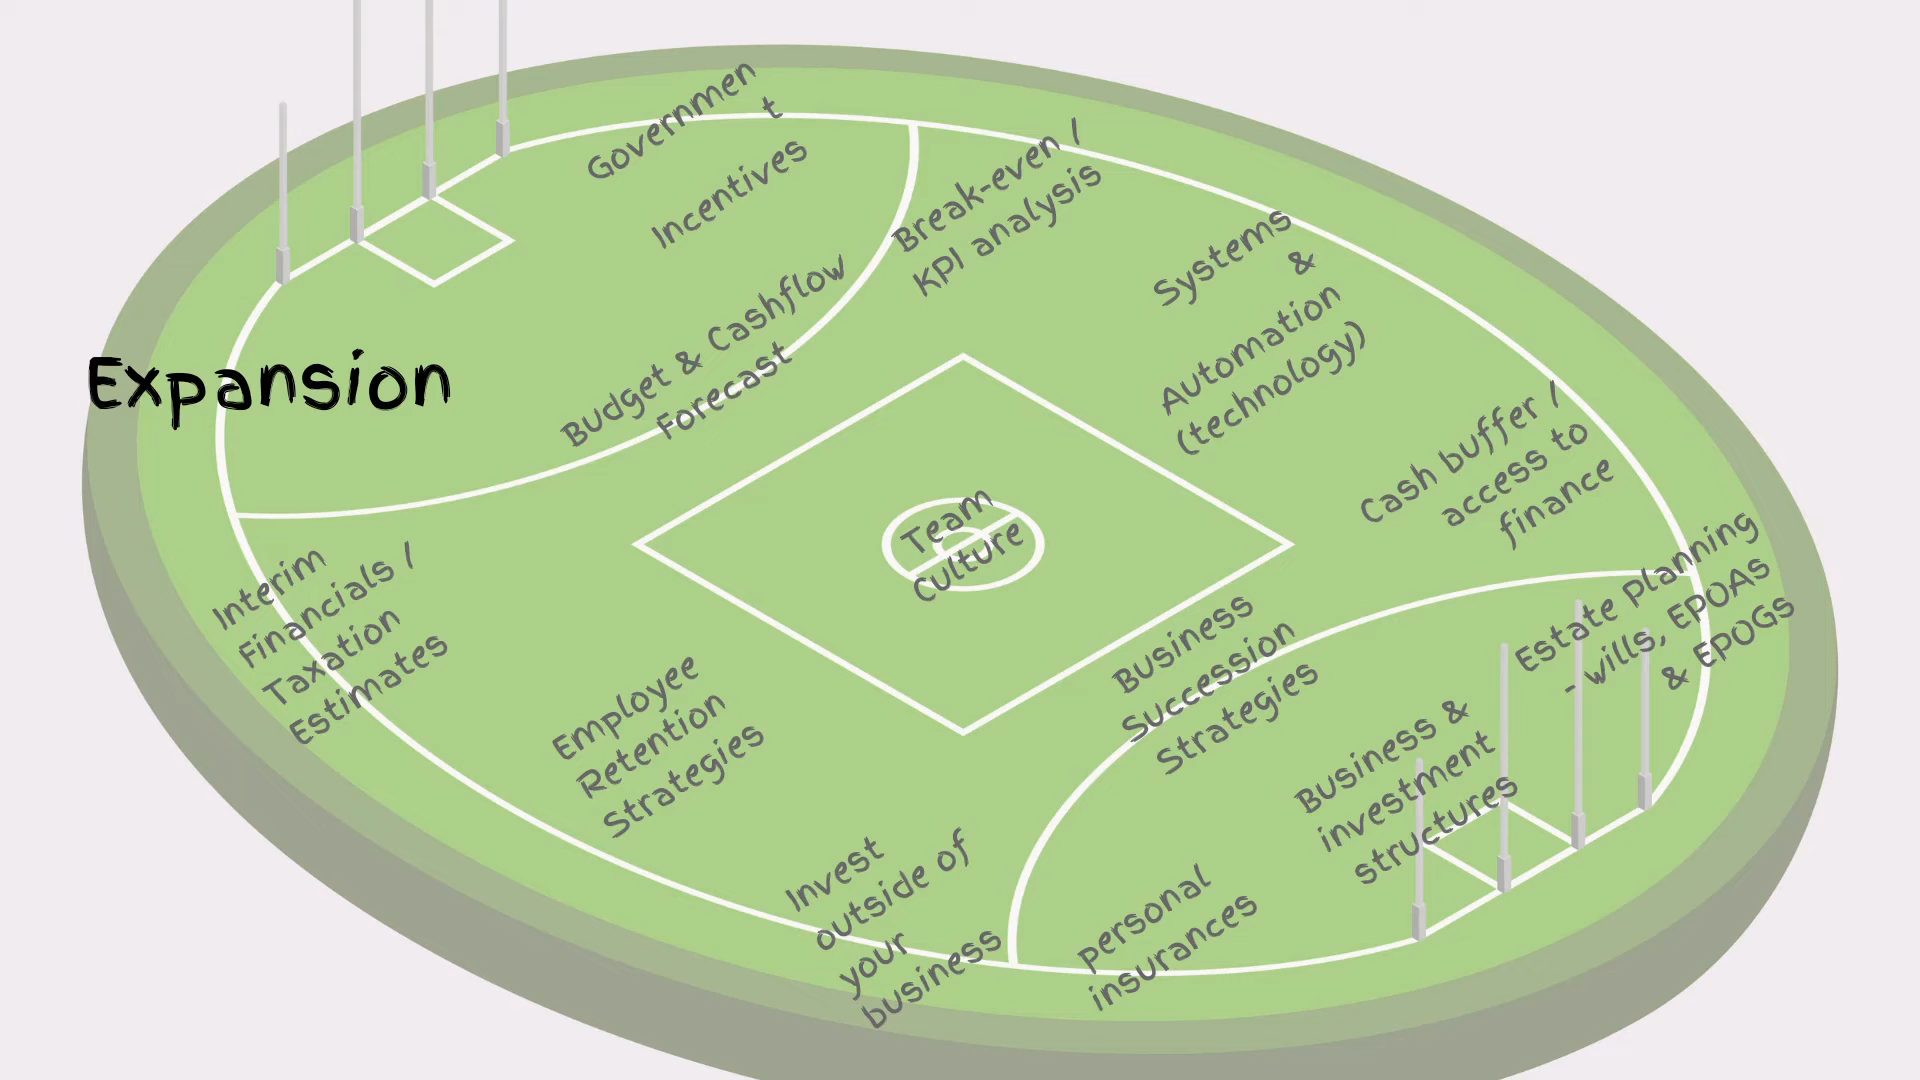 Governmen
t
Incentives
Break-even /
KPI analysis
Systems
&
Automation
(technology)
Budget & Cashflow
Forecast
Expansion
Cash buffer /
access to
finance
Team
Culture
Estate Planning
- wills, EPOAs
& EPOGs
Interim
Financials /
Taxation
Estimates
Employee
Retention
Strategies
Business
Succession
Strategies
Business &
investment
structures
Invest
outside of
your
business
Personal
insurances